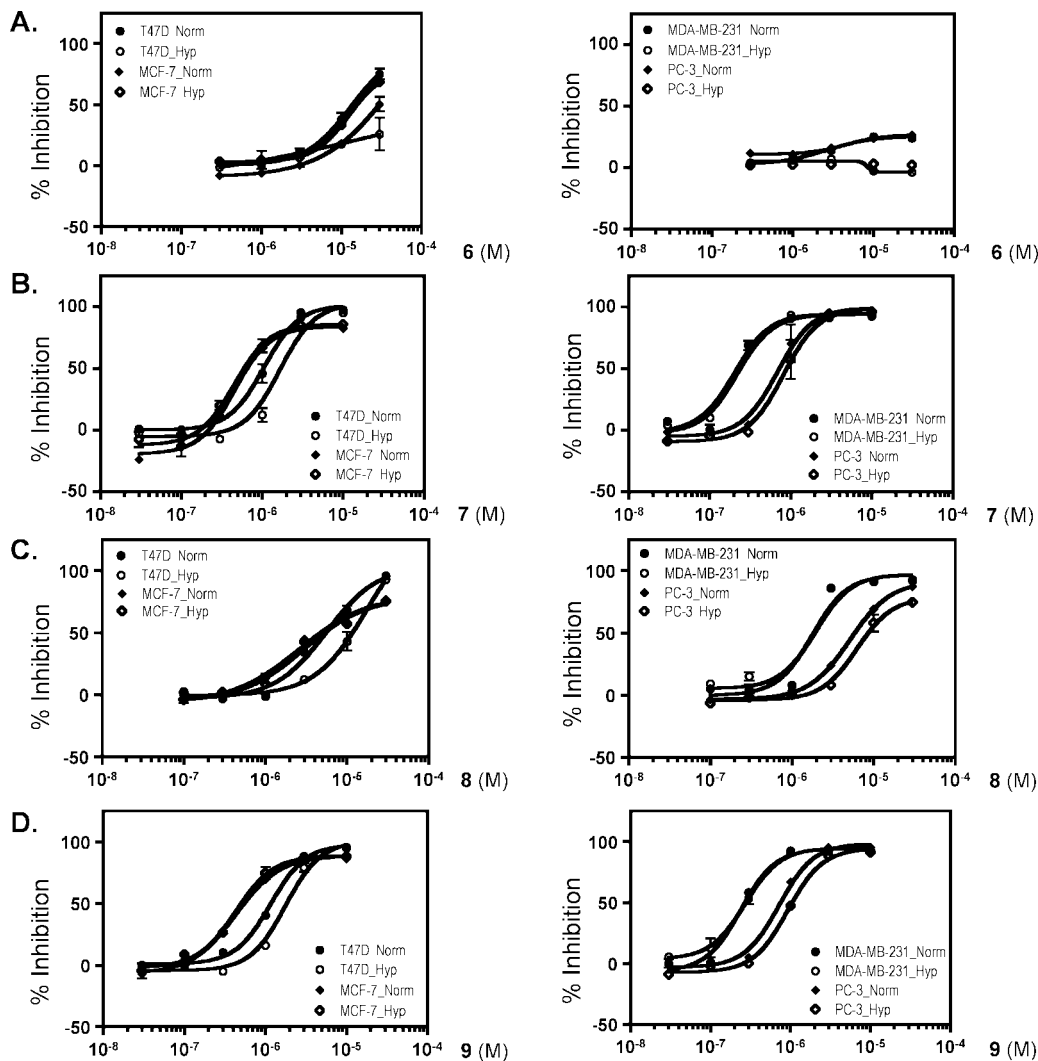 A.
T47D Norm
T47D_Hyp
MCF-7_Norm
MCF-7 Hyp
% Inhibition
100
50
0
-50
10⁻⁸ 10⁻⁷ 10⁻⁶ 10⁻⁵ 10⁻⁴
6 (M)
MDA-MB-231 Norm
MDA-MB-231_Hyp
PC-3_Norm
PC-3_Hyp
% Inhibition
100
50
0
-50
10⁻⁸ 10⁻⁷ 10⁻⁶ 10⁻⁵ 10⁻⁴
6 (M)
B.
T47D_Norm
T47D_Hyp
MCF-7 Norm
MCF-7 Hyp
% Inhibition
100
50
0
-50
10⁻⁸ 10⁻⁷ 10⁻⁶ 10⁻⁵ 10⁻⁴
7 (M)
MDA-MB-231 Norm
MDA-MB-231_Hyp
PC-3 Norm
PC-3_Hyp
% Inhibition
100
50
0
-50
10⁻⁸ 10⁻⁷ 10⁻⁶ 10⁻⁵ 10⁻⁴
7 (M)
C.
T47D Norm
T47D_Hyp
MCF-7_Norm
MCF-7_Hyp
% Inhibition
100
50
0
-50
10⁻⁸ 10⁻⁷ 10⁻⁶ 10⁻⁵ 10⁻⁴
8 (M)
MDA-MB-231 Norm
MDA-MB-231_Hyp
PC-3_Norm
PC-3 Hyp
% Inhibition
100
50
0
-50
10⁻⁸ 10⁻⁷ 10⁻⁶ 10⁻⁵ 10⁻⁴
8 (M)
D.
T47D Norm
T47D_Hyp
MCF-7_Norm
MCF-7_Hyp
% Inhibition
100
50
0
-50
10⁻⁸ 10⁻⁷ 10⁻⁶ 10⁻⁵ 10⁻⁴
9 (M)
MDA-MB-231_Norm
MDA-MB-231_Hyp
PC-3_Norm
PC-3_Hyp
% Inhibition
100
50
0
-50
10⁻⁸ 10⁻⁷ 10⁻⁶ 10⁻⁵ 10⁻⁴
9 (M)